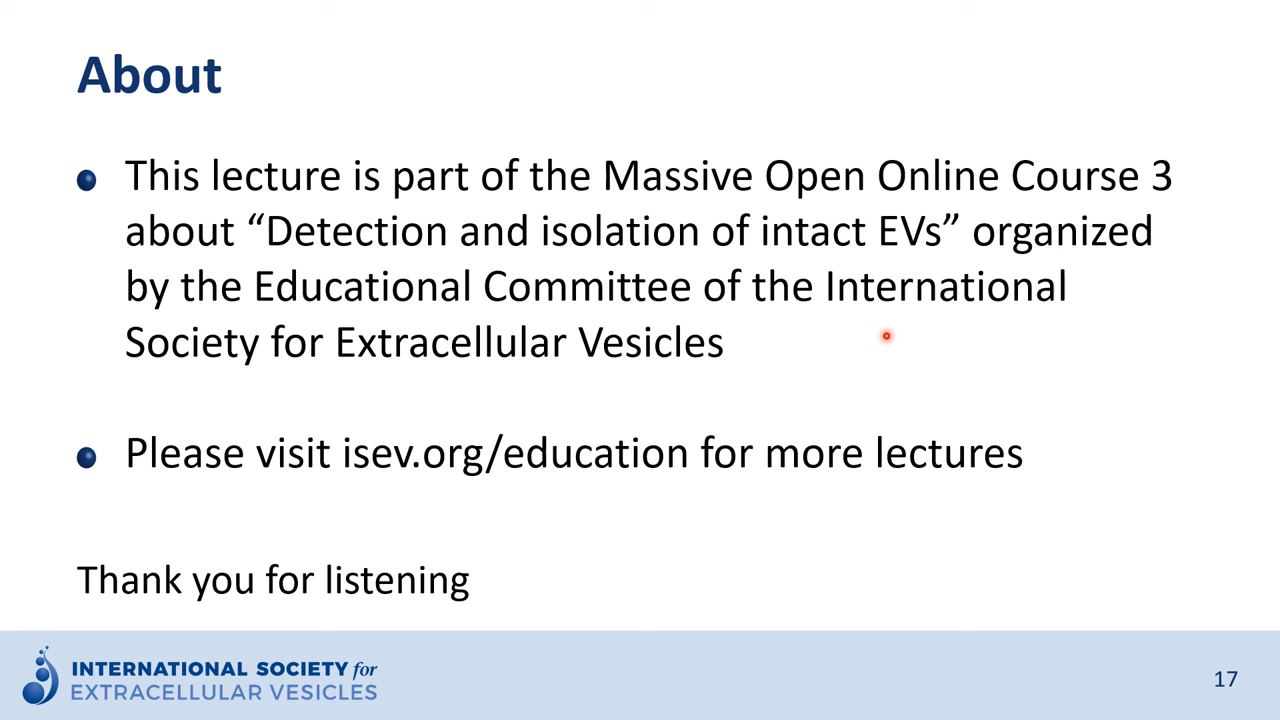 About
This lecture is part of the Massive Open Online Course 3
about “Detection and isolation of intact EVs” organized
by the Educational Committee of the International
Society for Extracellular Vesicles
Please visit isev.org/education for more lectures
Thank you for listening
INTERNATIONAL SOCIETY for
EXTRACELLULAR VESICLES
17